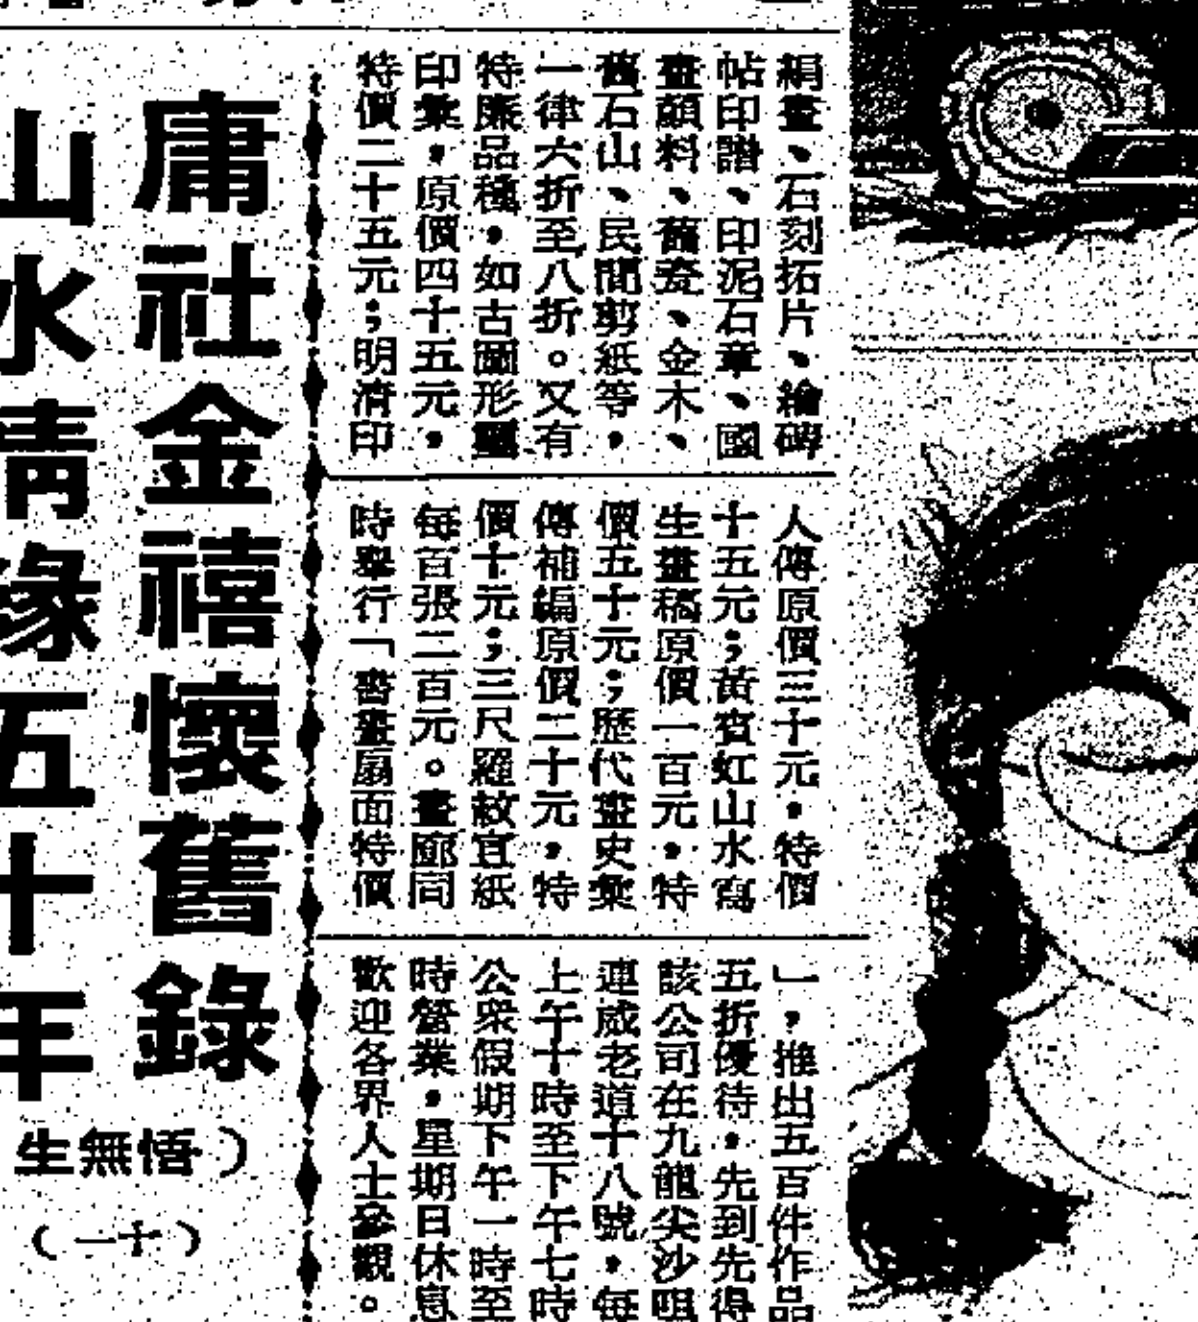 絹畫、石刻拓片、繪碑
帖印譜、印泥石章、國
畫顏料、舊瓷、金木、
舊石山、民間剪紙等，
一律六折至八折。又有
特廉品種，如古圖形璽
印彙，原價四十五元，
特價二十五元；明清印
人傳原價三十元，特價
十五元；黃賓虹山水寫
生畫稿原價一百元，特
價五十元；歷代畫史彙
傳補編原價二十元，特
價十元；三尺羅紋宣紙
每百張二百元。畫廊同
時舉行「書畫扇面特價
」，推出五百件作品
五折優待，先到先得
該公司在九龍尖沙咀
連威老道十八號，每
上午十時至下午七時
公眾假期下午一時至
時營業，星期日休息
歡迎各界人士參觀。
庸社金禧懷舊錄
山水情緣五十年
（悟無生
（十一）